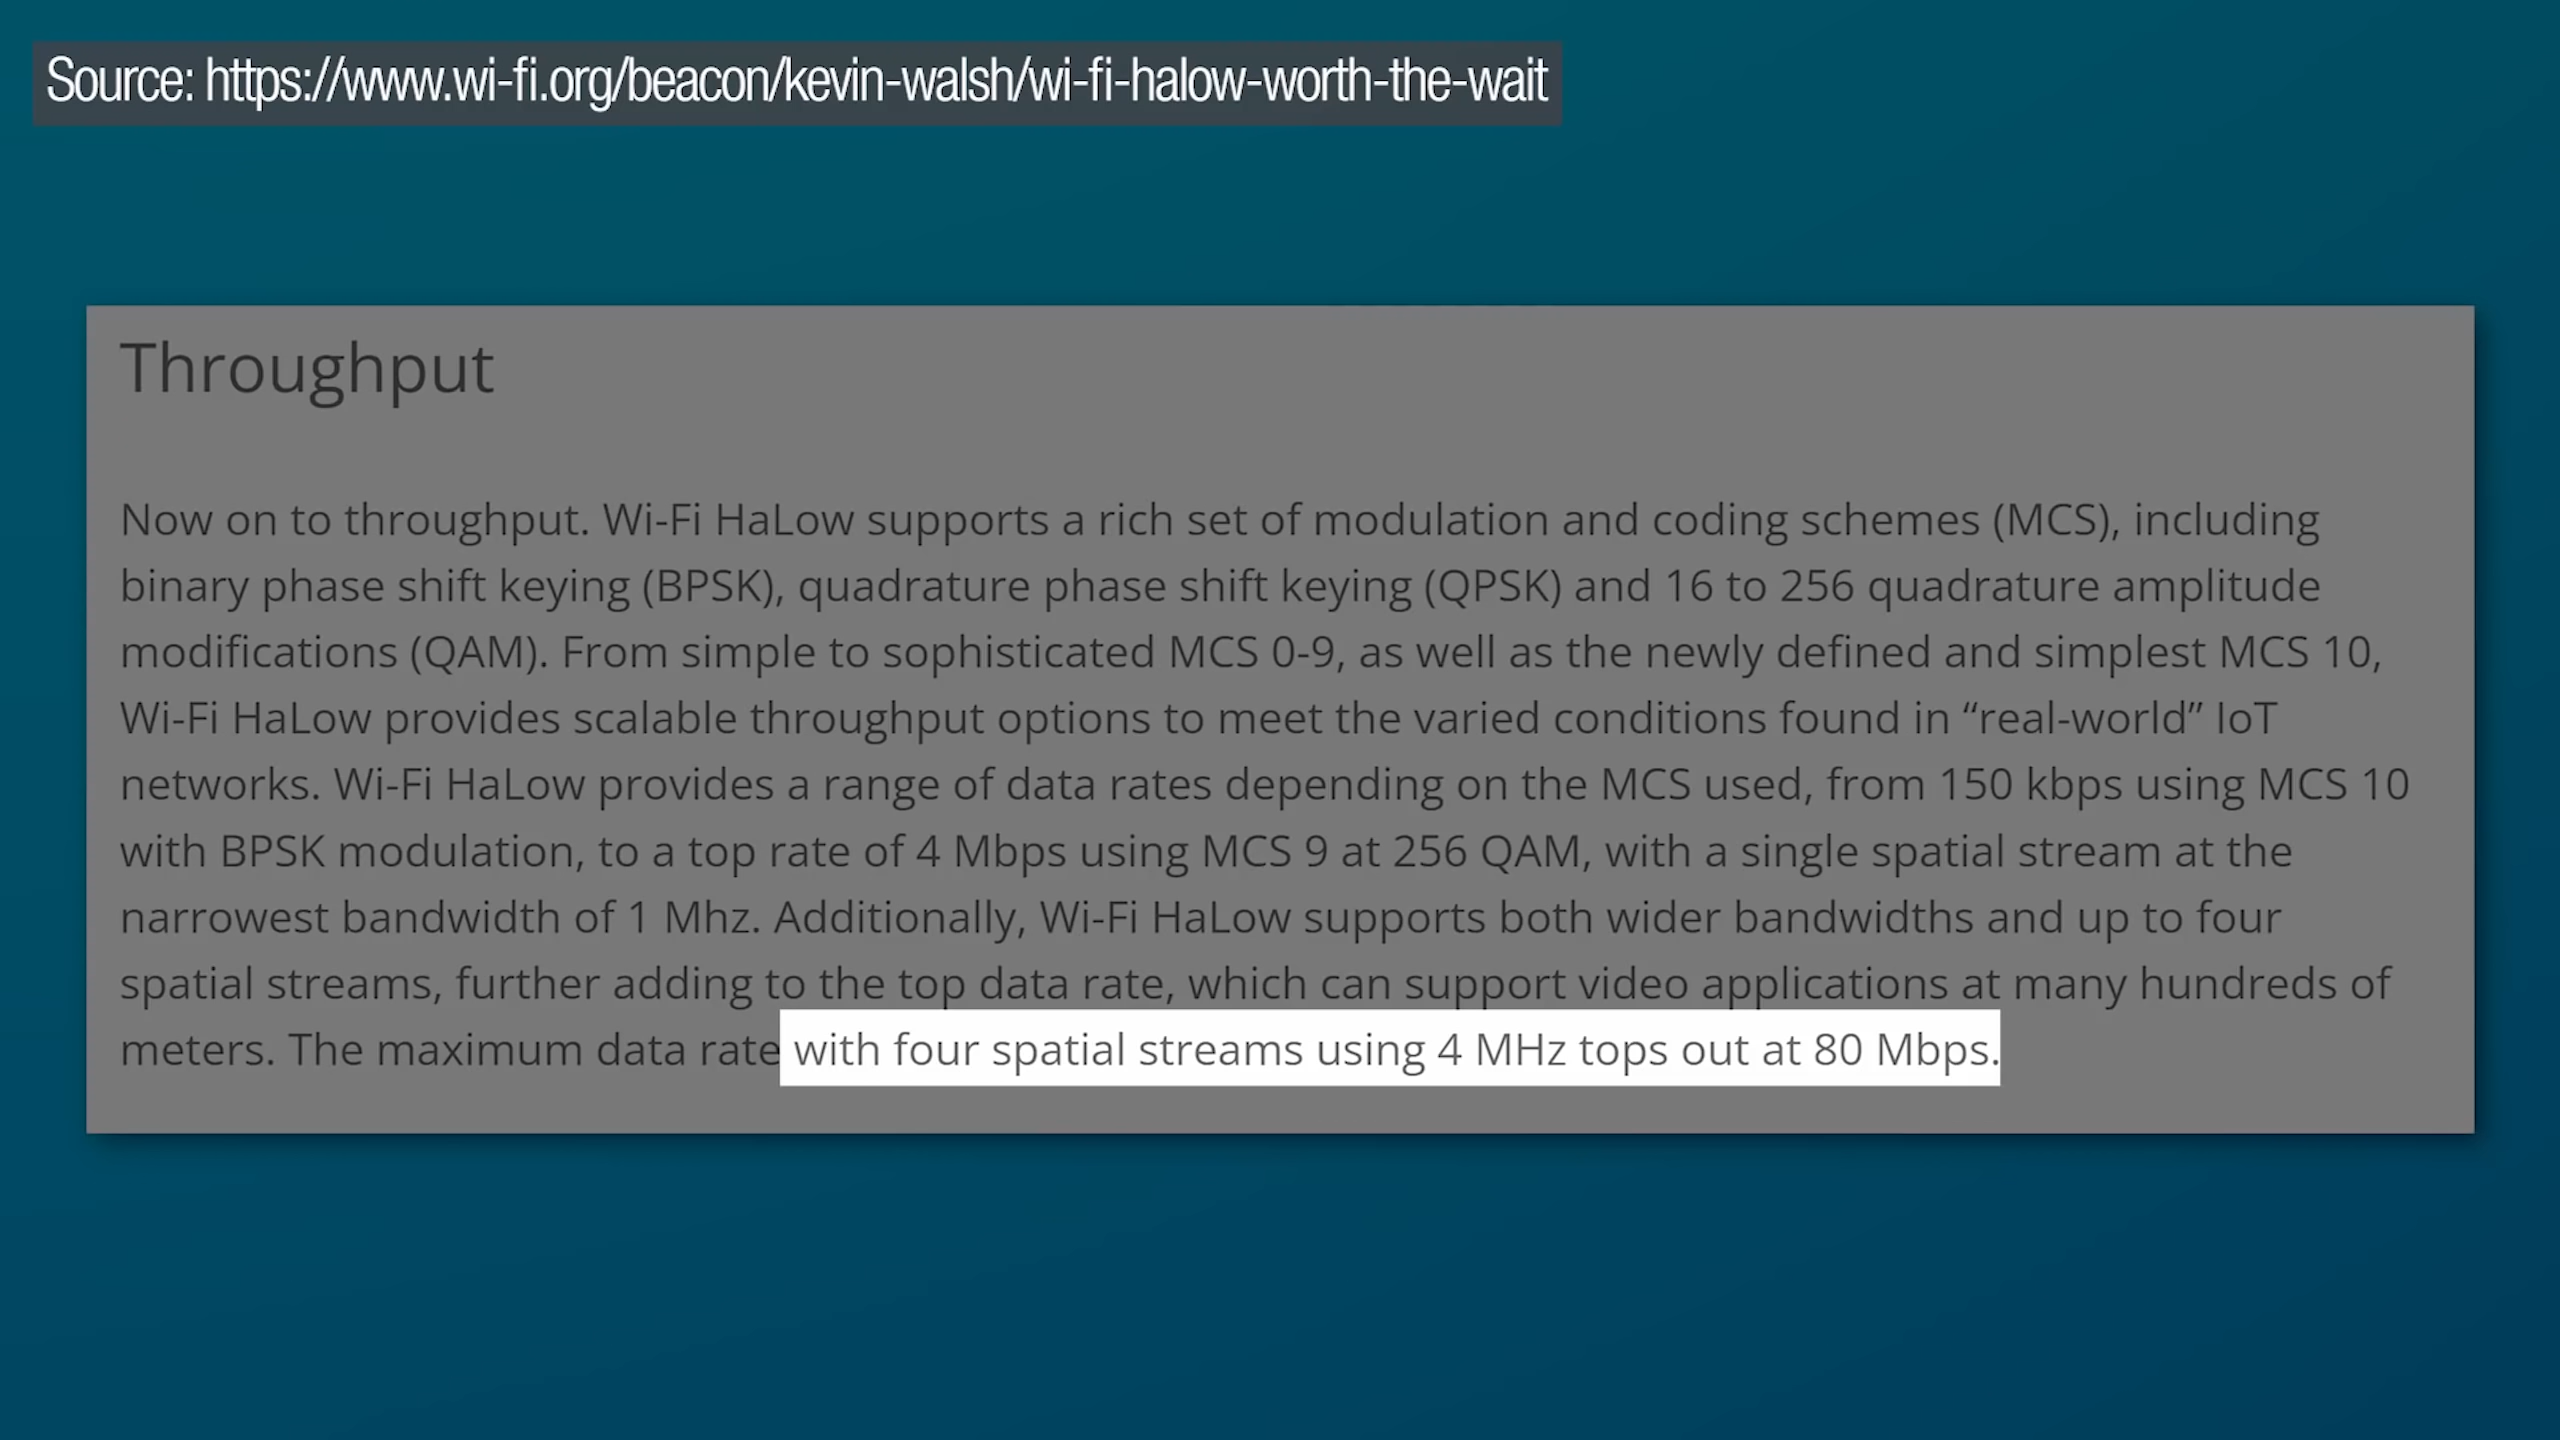 Source: https://www.wi-fi.org/beacon/kevin-walsh/wi-fi-halow-worth-the-wait
Throughput
Now on to throughput. Wi-Fi HaLow supports a rich set of modulation and coding schemes (MCS), including
binary phase shift keying (BPSK), quadrature phase shift keying (QPSK) and 16 to 256 quadrature amplitude
modifications (QAM). From simple to sophisticated MCS 0-9, as well as the newly defined and simplest MCS 10,
Wi-Fi HaLow provides scalable throughput options to meet the varied conditions found in “real-world” IoT
networks. Wi-Fi HaLow provides a range of data rates depending on the MCS used, from 150 kbps using MCS 10
with BPSK modulation, to a top rate of 4 Mbps using MCS 9 at 256 QAM, with a single spatial stream at the
narrowest bandwidth of 1 Mhz. Additionally, Wi-Fi HaLow supports both wider bandwidths and up to four
spatial streams, further adding to the top data rate, which can support video applications at many hundreds of
meters. The maximum data rate with four spatial streams using 4 MHz tops out at 80 Mbps.